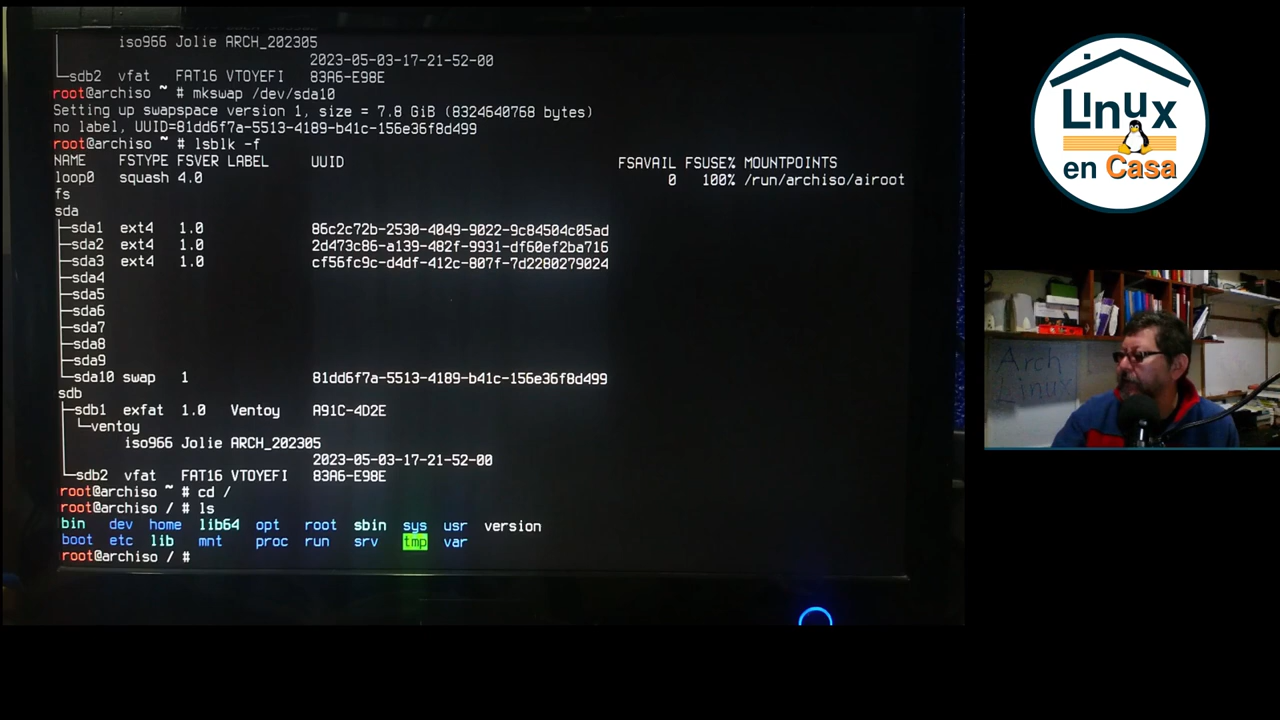 iso966 Jolie ARCH_202305
2023-05-03-17-21-52-00
└─sdb2 vfat FAT16 VTOYEFI 83A6-E98E
root@archiso ~ # mkswap /dev/sda10
Setting up swapspace version 1, size = 7.8 GiB (8324640768 bytes)
no label, UUID=81dd6f7a-5513-4189-b41c-156e36f8d499
root@archiso ~ # lsblk -f
NAME FSTYPE FSVER LABEL UUID FSAVAIL FSUSE% MOUNTPOINTS
loop0 squash 4.0 0 100% /run/archiso/airoot
fs
sda
├─sda1 ext4 1.0 86c2c72b-2530-4049-9022-9c84504c05ad
├─sda2 ext4 1.0 2d473c86-a139-482f-9931-df60ef2ba716
├─sda3 ext4 1.0 cf56fc9c-d4df-412c-807f-7d2280279024
├─sda4
├─sda5
├─sda6
├─sda7
├─sda8
├─sda9
└─sda10 swap 1 81dd6f7a-5513-4189-b41c-156e36f8d499
sdb
├─sdb1 exfat 1.0 Ventoy A91C-4D2E
│ └─ventoy
iso966 Jolie ARCH_202305
2023-05-03-17-21-52-00
└─sdb2 vfat FAT16 VTOYEFI 83A6-E98E
root@archiso ~ # cd /
root@archiso / # ls
bin dev home lib64 opt root sbin sys usr version
boot etc lib mnt proc run srv tmp var
root@archiso / #
Linux
en Casa
Arch
Linux